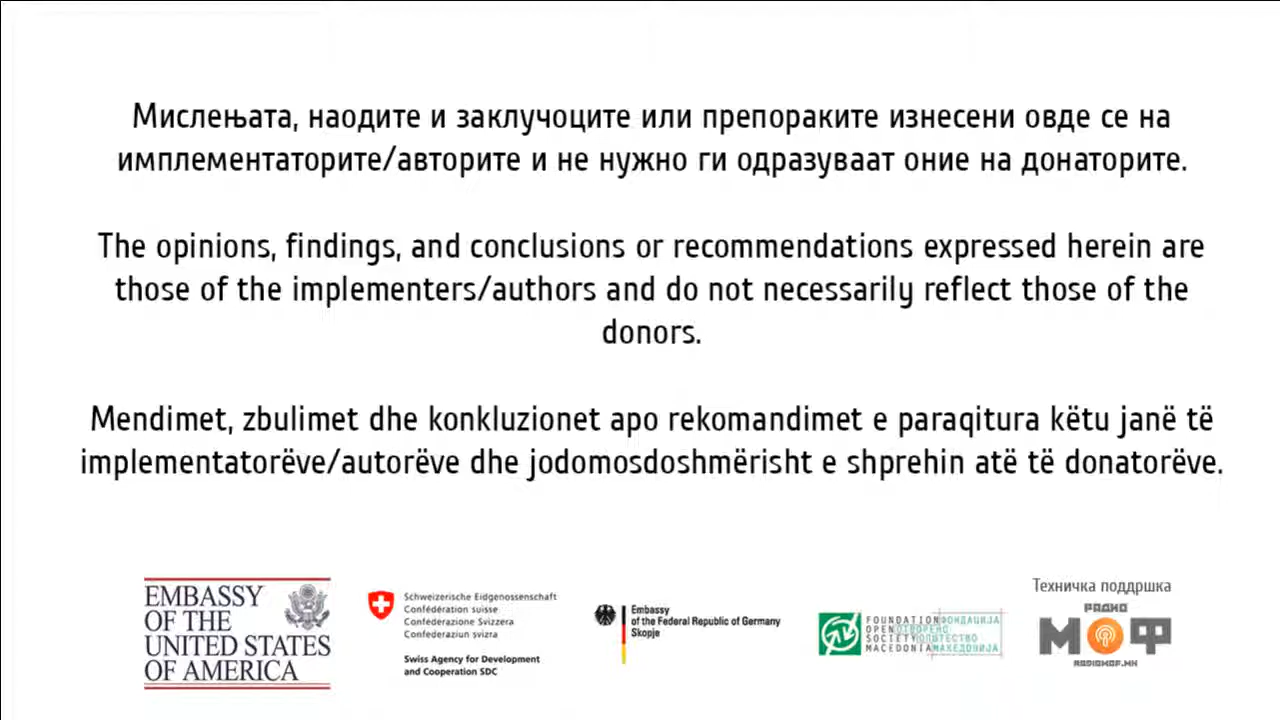 Мислењата, наодите и заклучоците или препораките изнесени овде се на
имплементаторите/авторите и не нужно ги одразуваат оние на донаторите.
The opinions, findings, and conclusions or recommendations expressed herein are
those of the implementers/authors and do not necessarily reflect those of the
donors.
Mendimet, zbulimet dhe konkluzionet apo rekomandimet e paraqitura këtu janë të
implementatorëve/autorëve dhe jodomosdoshmërisht e shprehin atë të donatorëve.
EMBASSY
OF THE
UNITED STATES
OF AMERICA
Schweizerische Eidgenossenschaft
Confédération suisse
Confederazione Svizzera
Confederaziun svizra
Swiss Agency for Development
and Cooperation SDC
Embassy
of the Federal Republic of Germany
Skopje
FOUNDATION ФОНДАЦИЈА
OPEN ОТВОРЕНО
SOCIETY ОПШТЕСТВО
MACEDONIA МАКЕДОНИЈА
Техничка поддршка
РАДИО
МОФ
RADIOMOF.MK